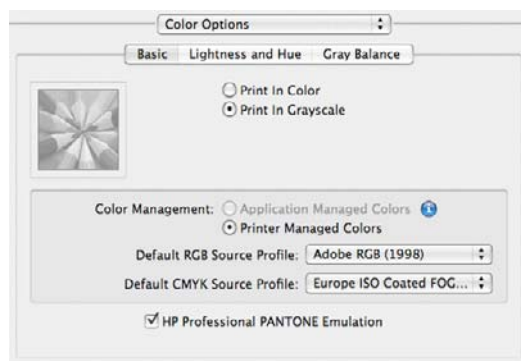 Color Options
Basic Lightness and Hue Gray Balance
Print In Color
Print In Grayscale
Color Management: Application Managed Colors
Printer Managed Colors
Default RGB Source Profile: Adobe RGB (1998)
Default CMYK Source Profile: Europe ISO Coated FOG...
HP Professional PANTONE Emulation